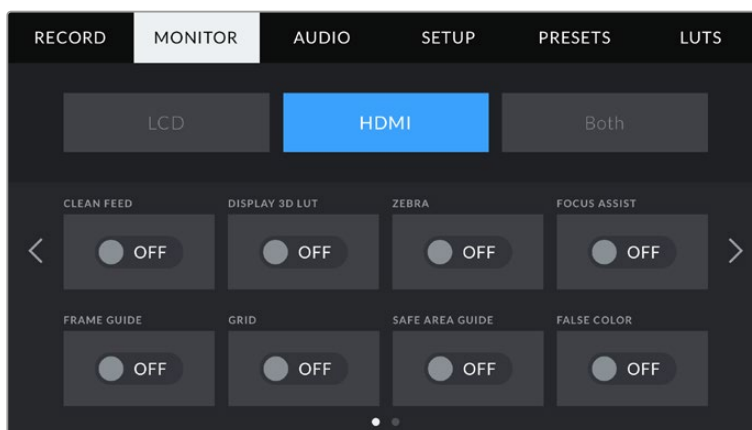 RECORD MONITOR AUDIO SETUP PRESETS LUTS
LCD HDMI Both
CLEAN FEED DISPLAY 3D LUT ZEBRA FOCUS ASSIST
OFF OFF OFF OFF
FRAME GUIDE GRID SAFE AREA GUIDE FALSE COLOR
OFF OFF OFF OFF